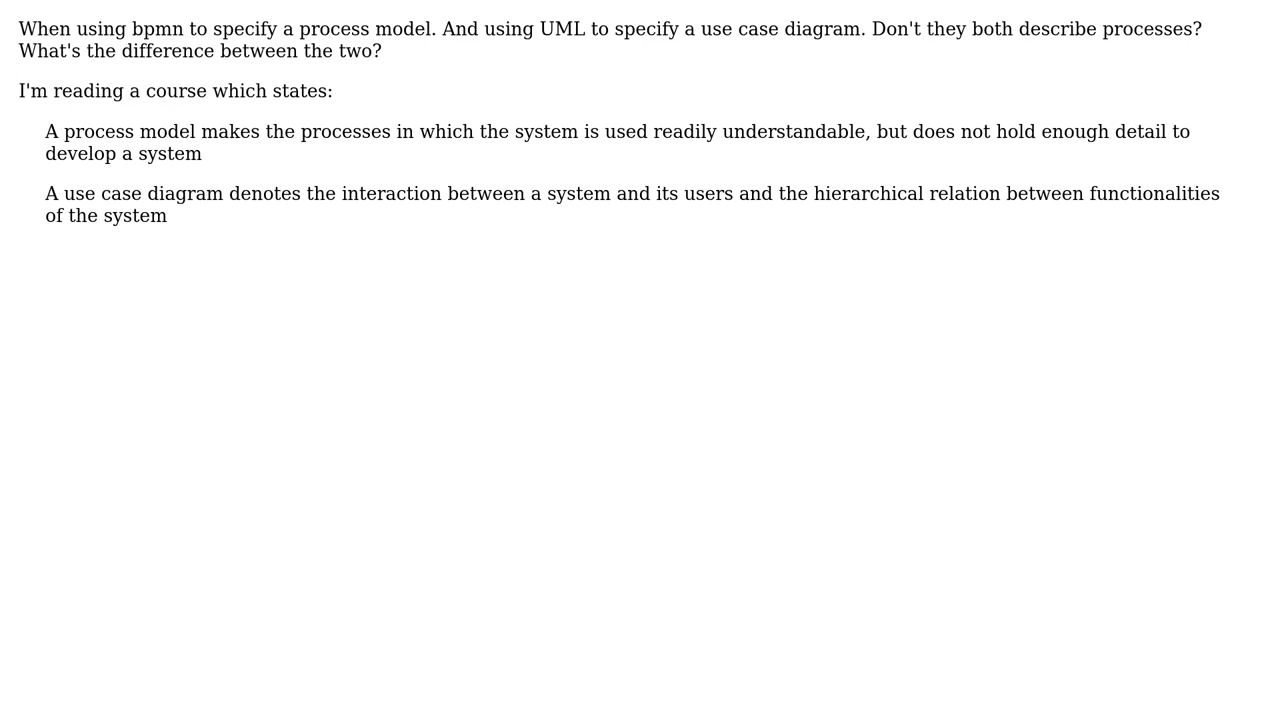 When using bpmn to specify a process model. And using UML to specify a use case diagram. Don't they both describe processes?
What's the difference between the two?
I'm reading a course which states:
A process model makes the processes in which the system is used readily understandable, but does not hold enough detail to
develop a system
A use case diagram denotes the interaction between a system and its users and the hierarchical relation between functionalities
of the system